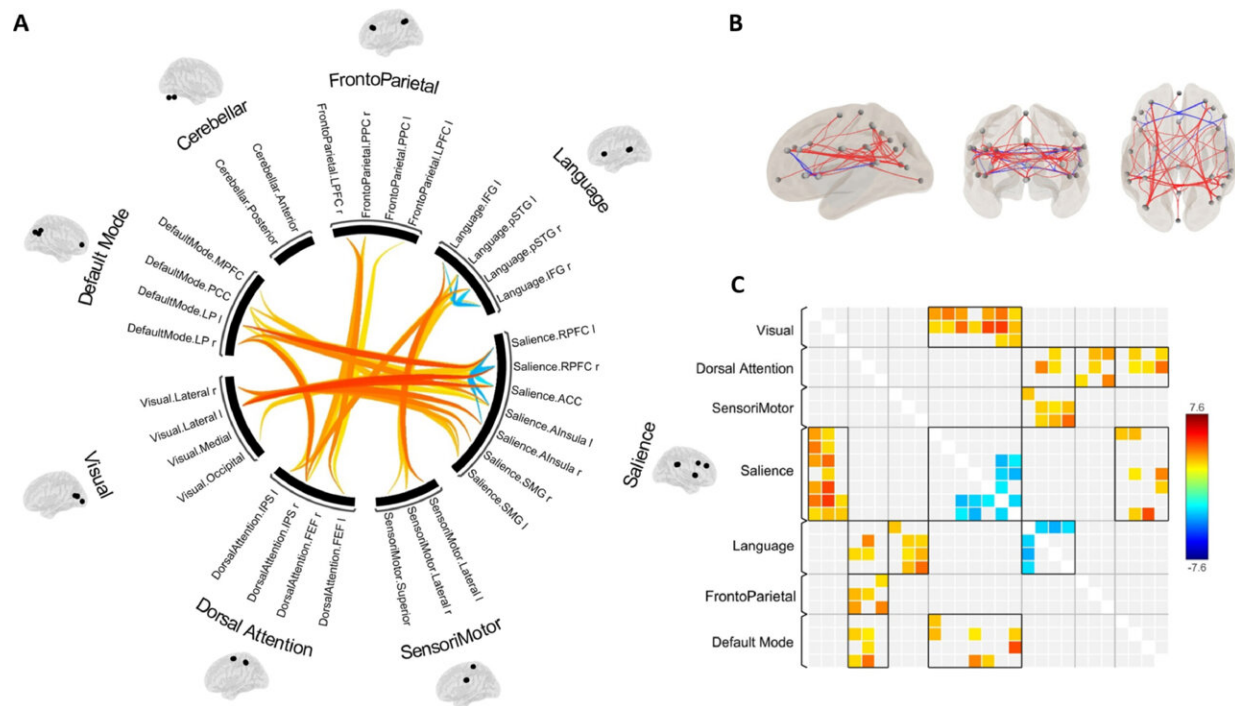 A
B
FrontoParietal
Cerebellar
Language
Default Mode
FrontoParietal.LPFC r
FrontoParietal.PPC r
FrontoParietal.PPC l
FrontoParietal.LPFC l
Cerebellar.Posterior
Cerebellar.Anterior
Language.IFG l
Language.pSTG l
Language.pSTG r
Language.IFG r
DefaultMode.MPFC
DefaultMode.PCC
DefaultMode.LP l
DefaultMode.LP r
Salience.RPFC l
Salience.RPFC r
Salience.ACC
Salience.AInsula l
Salience.AInsula r
Salience.SMG r
Salience.SMG l
Salience
Visual.Lateral r
Visual.Lateral l
Visual.Medial
Visual.Occipital
Visual
DorsalAttention.IPS l
DorsalAttention.IPS r
DorsalAttention.FEF r
DorsalAttention.FEF l
SensoriMotor.Superior
SensoriMotor.Lateral r
SensoriMotor.Lateral l
Dorsal Attention
SensoriMotor
C
Visual
Dorsal Attention
SensoriMotor
Salience
Language
FrontoParietal
Default Mode
7.6
-7.6